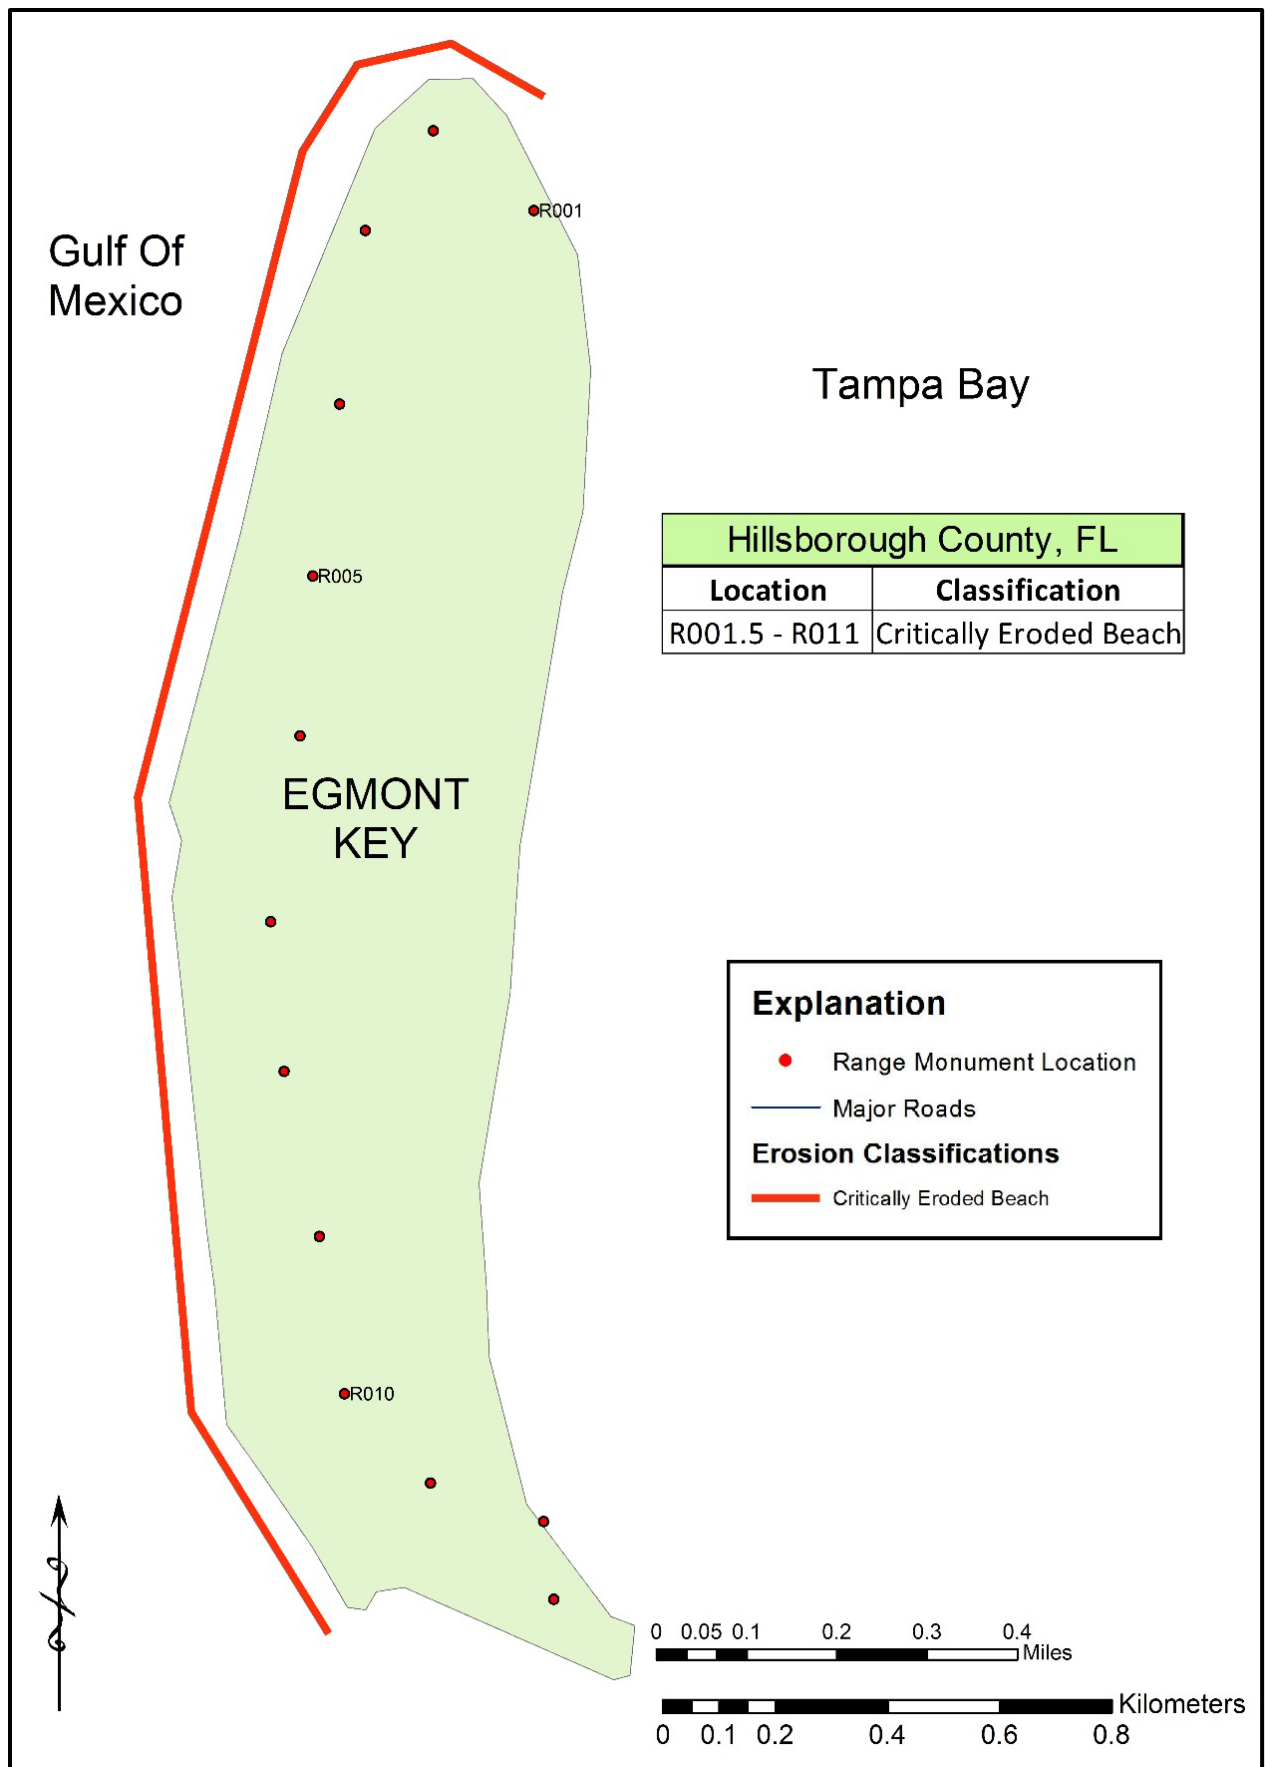 R001
Gulf Of
Mexico
Tampa Bay
Hillsborough County, FL
Location Classification
R001.5 - R011 Critically Eroded Beach
R005
EGMONT
KEY
Explanation
Range Monument Location
Major Roads
Erosion Classifications
Critically Eroded Beach
R010
0 0.05 0.1 0.2 0.3 0.4
Miles
Kilometers
0 0.1 0.2 0.4 0.6 0.8